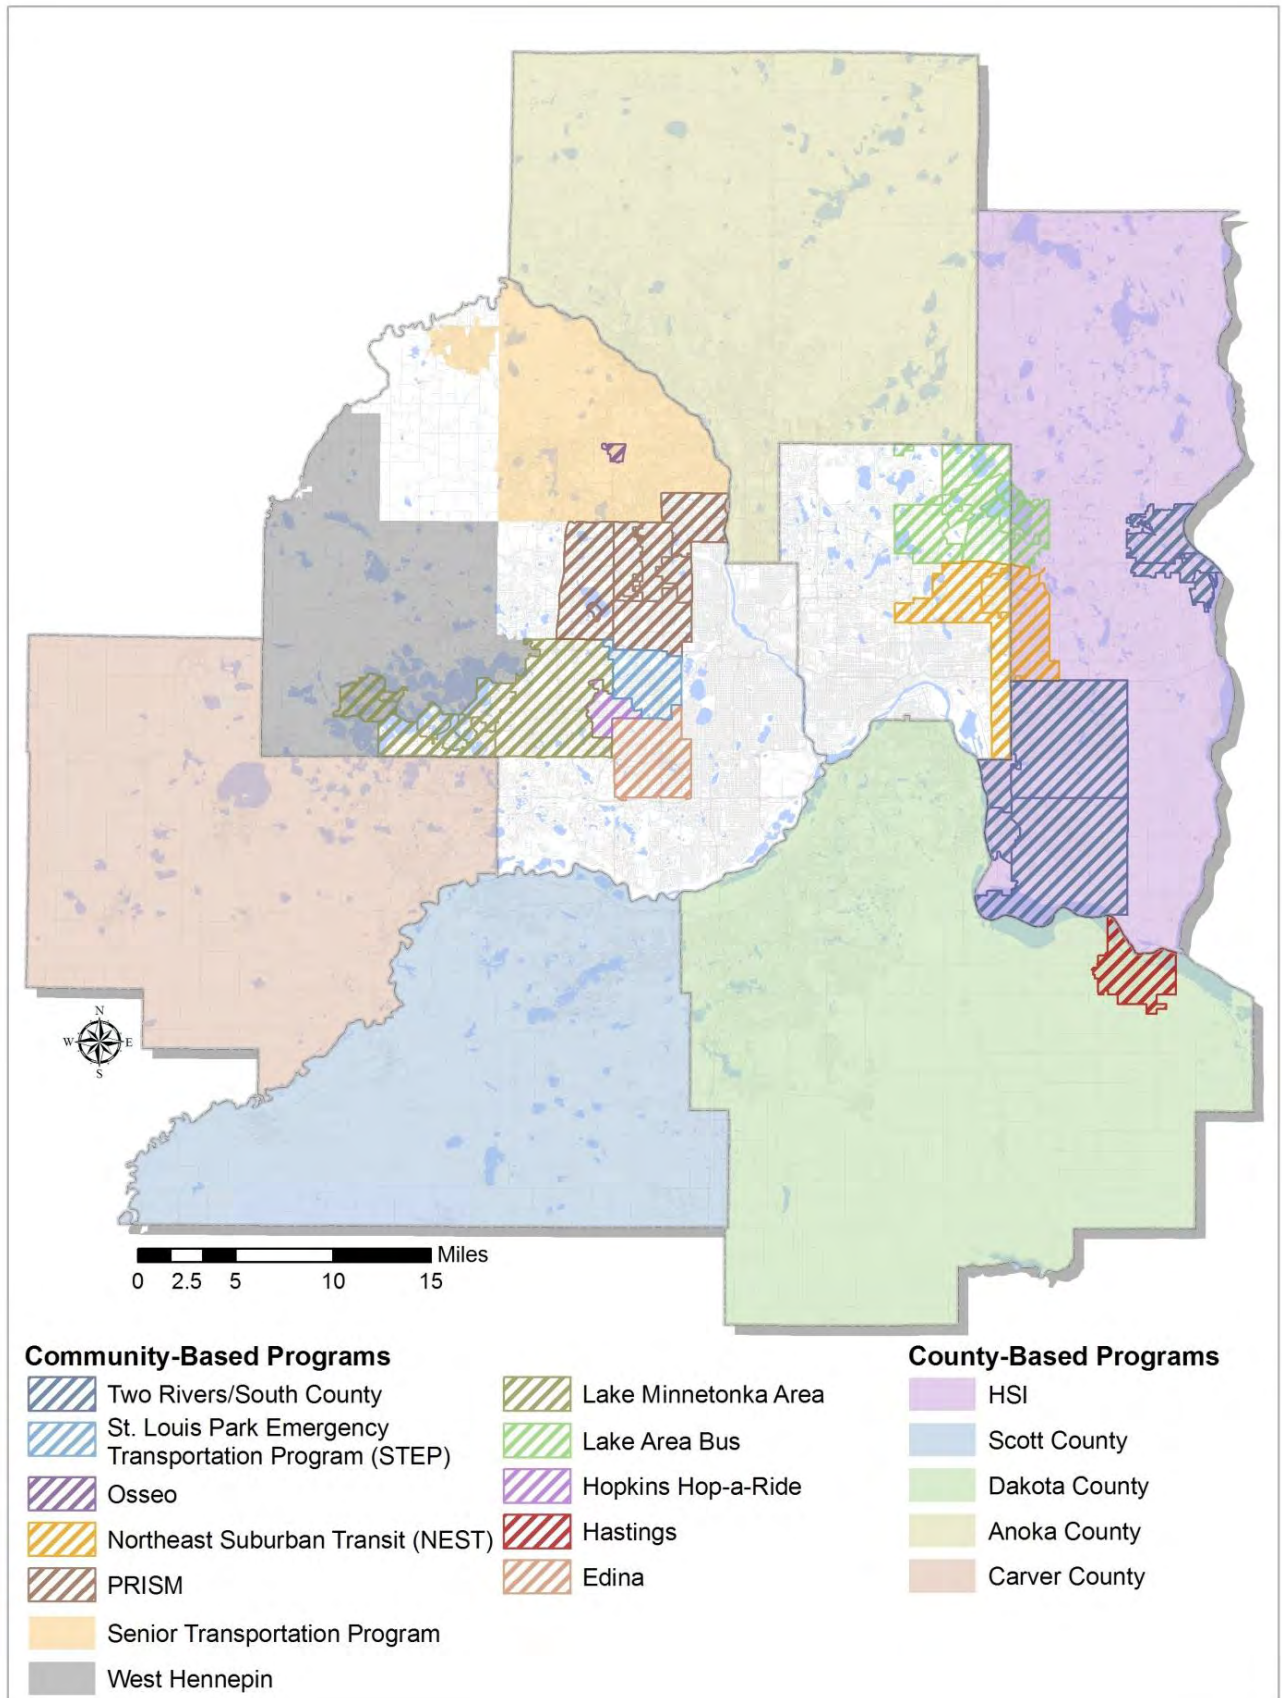 N
W E
S
Miles
0 2.5 5 10 15
Community-Based Programs
Two Rivers/South County
St. Louis Park Emergency
Transportation Program (STEP)
Osseo
Northeast Suburban Transit (NEST)
PRISM
Senior Transportation Program
West Hennepin
Lake Minnetonka Area
Lake Area Bus
Hopkins Hop-a-Ride
Hastings
Edina
County-Based Programs
HSI
Scott County
Dakota County
Anoka County
Carver County